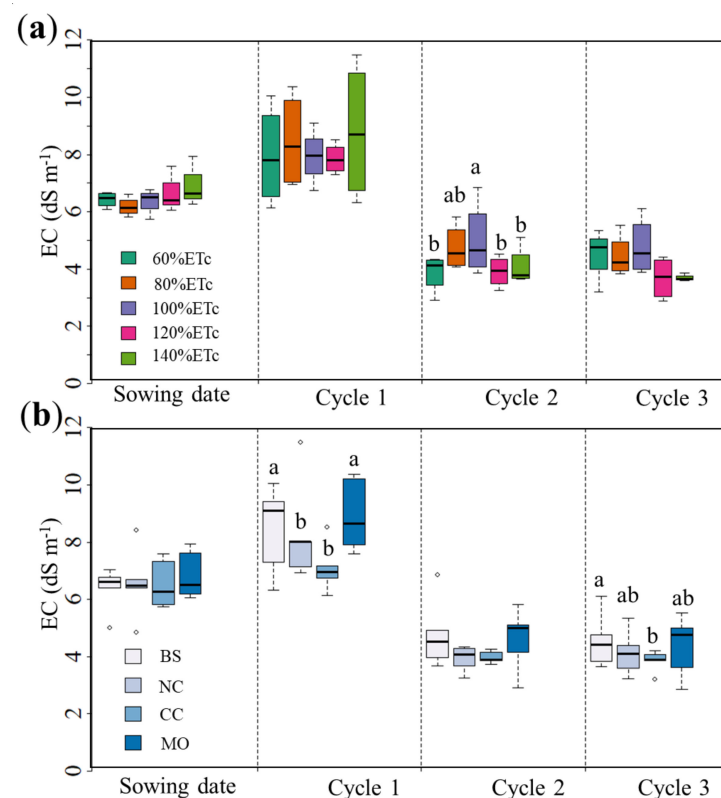 (a)
12
10
8
6
4
2
0
EC (dS m⁻¹)
a
ab
b
b
b
60%ETc
80%ETc
100%ETc
120%ETc
140%ETc
Sowing date
Cycle 1
Cycle 2
Cycle 3
(b)
12
10
8
6
4
2
0
EC (dS m⁻¹)
a
b
b
a
a
ab
b
ab
BS
NC
CC
MO
Sowing date
Cycle 1
Cycle 2
Cycle 3